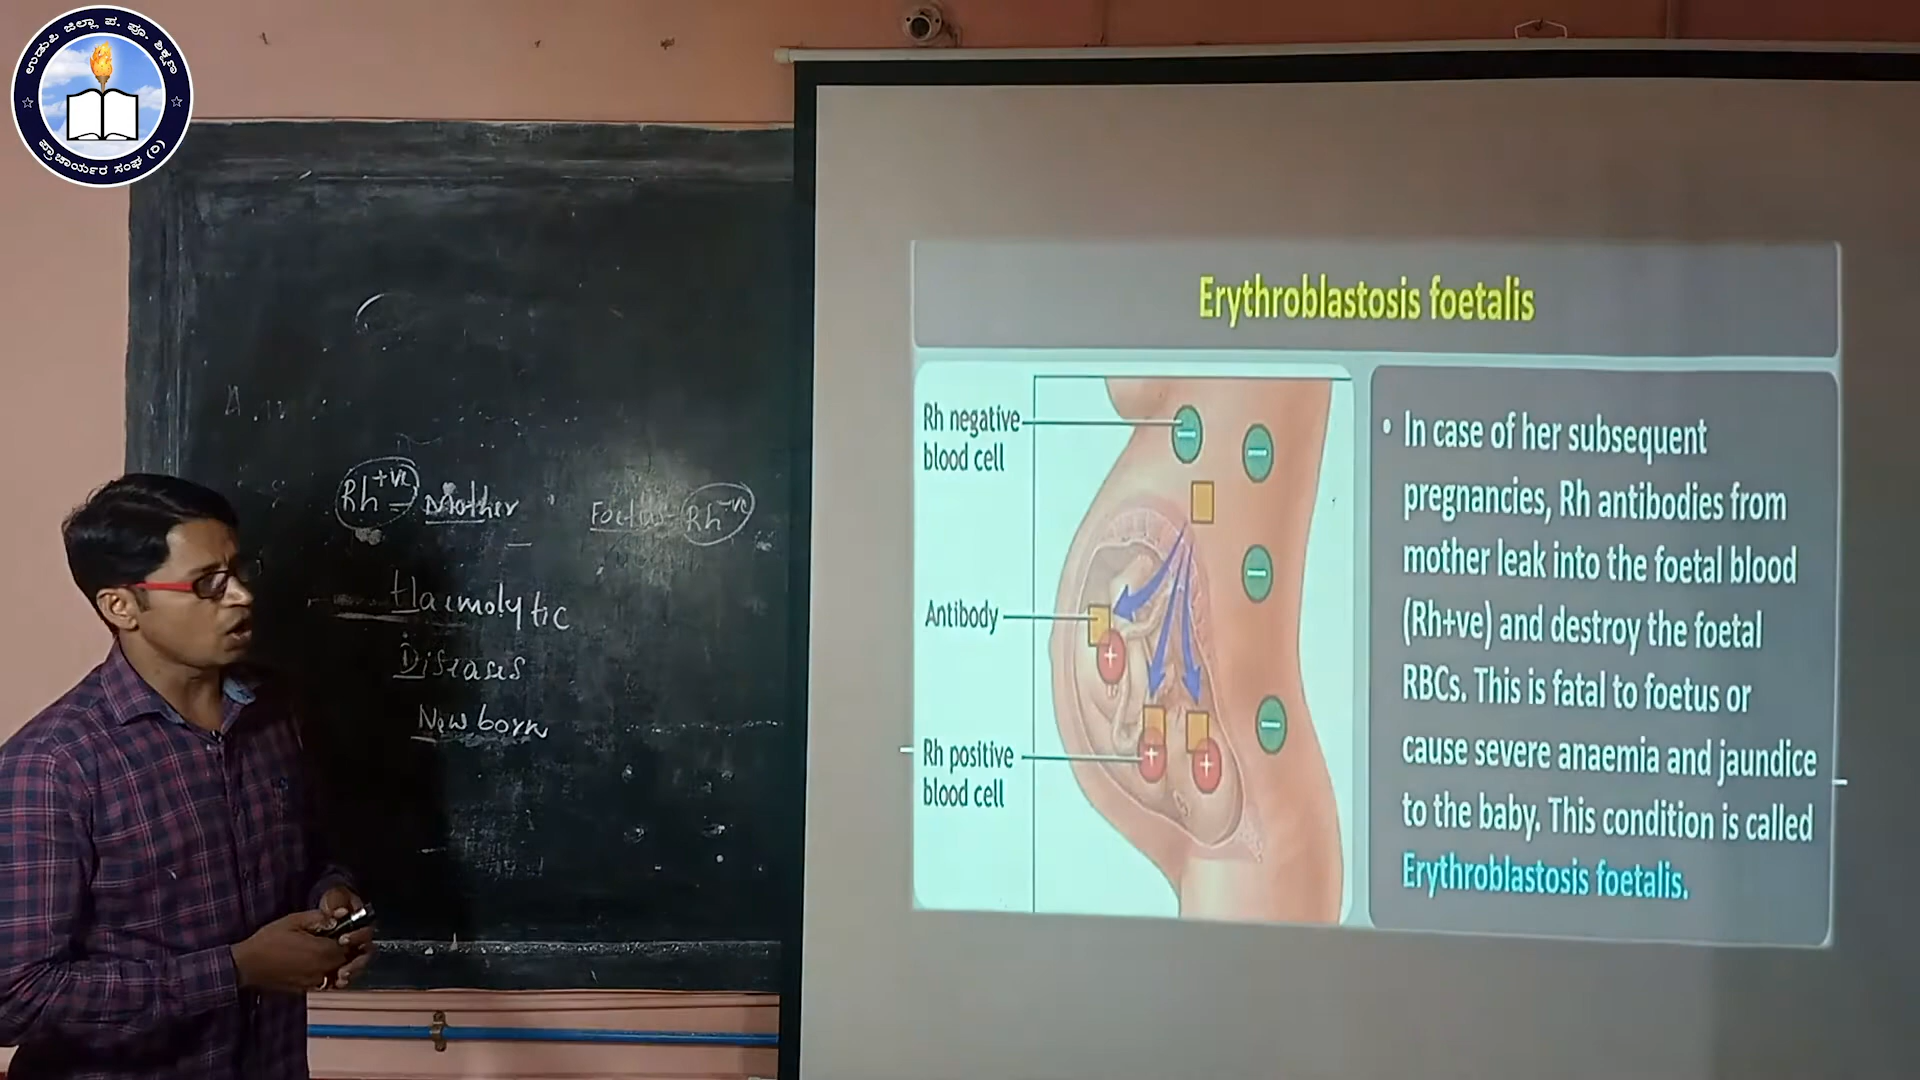 ಉಡುಪಿ ಜಿಲ್ಲಾ ಪ. ಪೂ. ಶಿಕ್ಷಣ
ಪ್ರಾಚಾರ್ಯರ ಸಂಘ (ರಿ)
Rh+ve - Mother Foetus - Rh-ve
Haemolytic
Diseases
New born
Erythroblastosis foetalis
Rh negative
blood cell
Antibody
Rh positive
blood cell
• In case of her subsequent
pregnancies, Rh antibodies from
mother leak into the foetal blood
(Rh+ve) and destroy the foetal
RBCs. This is fatal to foetus or
cause severe anaemia and jaundice
to the baby. This condition is called
Erythroblastosis foetalis.